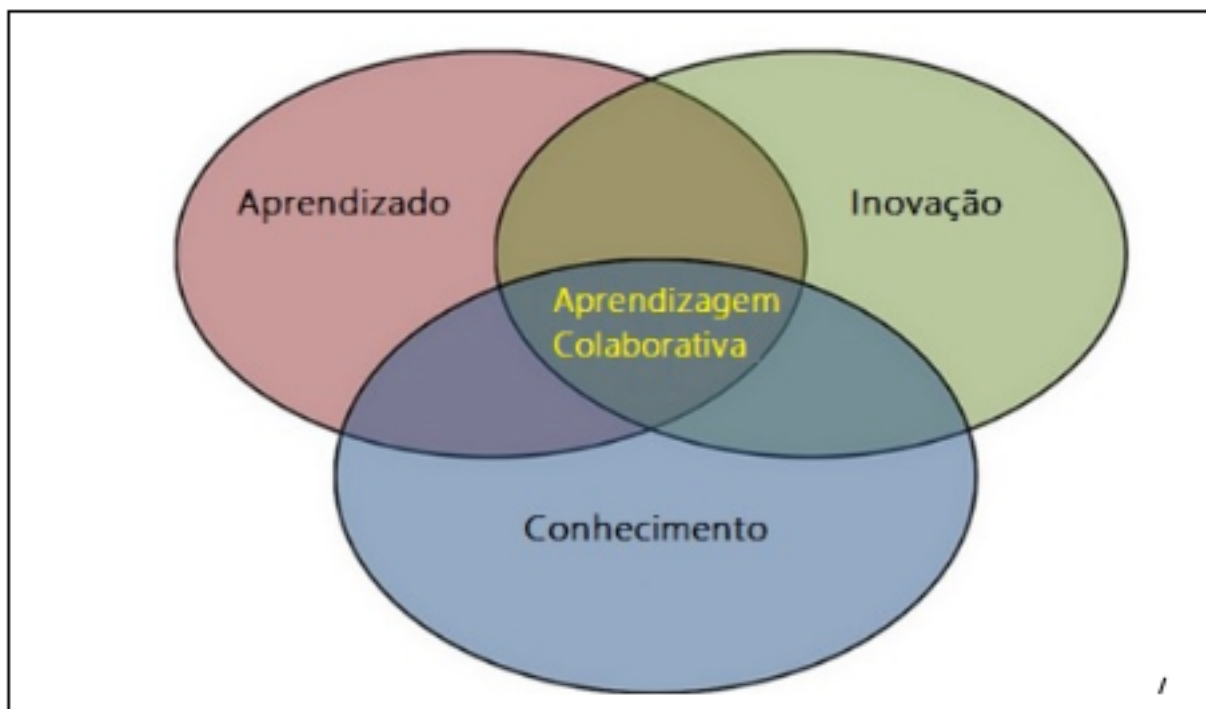 Aprendizado
Inovação
Aprendizagem
Colaborativa
Conhecimento